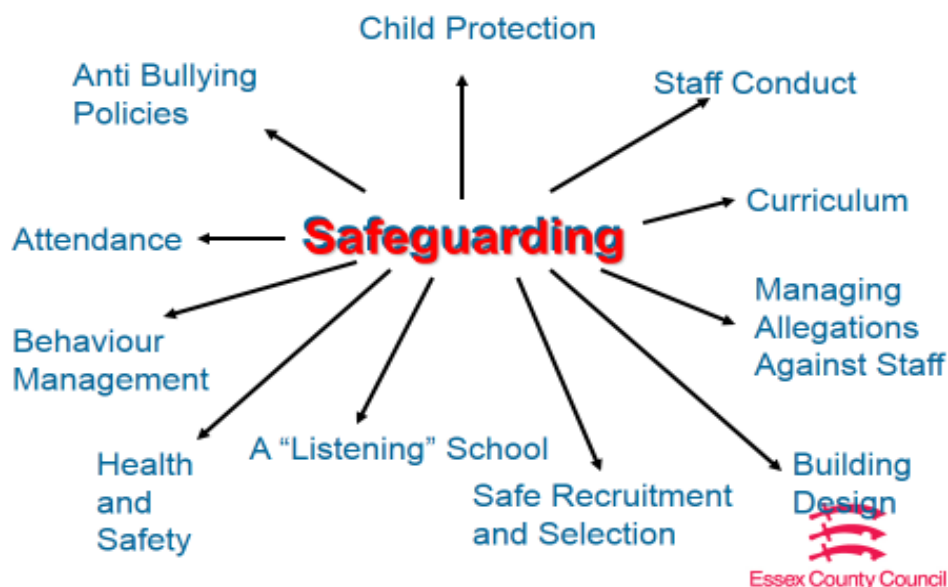 Child Protection
Anti Bullying
Policies
Staff Conduct
Curriculum
Safeguarding
Attendance
Managing
Allegations
Against Staff
Behaviour
Management
A “Listening” School
Health
and
Safety
Safe Recruitment
and Selection
Building
Design
Essex County Council